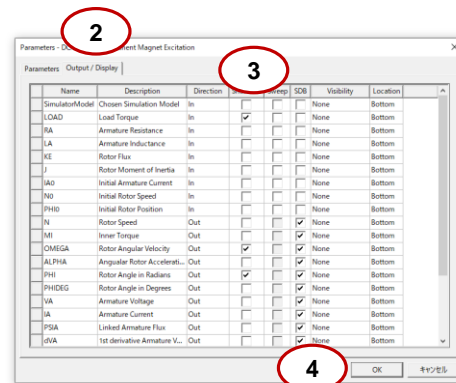 2
Parameters - DC ment Magnet Excitation
Parameters Output / Display
3
Name Description Direction Sweep SDB Visibility Location
SimulatorModel Chosen Simulation Model In None Bottom
LOAD Load Torque In None Bottom
RA Armature Resistance In None Bottom
LA Armature Inductance In None Bottom
KE Rotor Flux In None Bottom
J Rotor Moment of Inertia In None Bottom
IA0 Initial Armature Current In None Bottom
N0 Initial Rotor Speed In None Bottom
PHI0 Initial Rotor Position In None Bottom
N Rotor Speed Out None Bottom
MI Inner Torque Out None Bottom
OMEGA Rotor Angular Velocity Out None Bottom
ALPHA Angualar Rotor Accelerati... Out None Bottom
PHI Rotor Angle in Radians Out None Bottom
PHIDEG Rotor Angle in Degrees Out None Bottom
VA Armature Voltage Out None Bottom
IA Armature Current Out None Bottom
PSIA Linked Armature Flux Out None Bottom
dVA 1st derivative Armature V... Out None Bottom
4
OK キャンセル